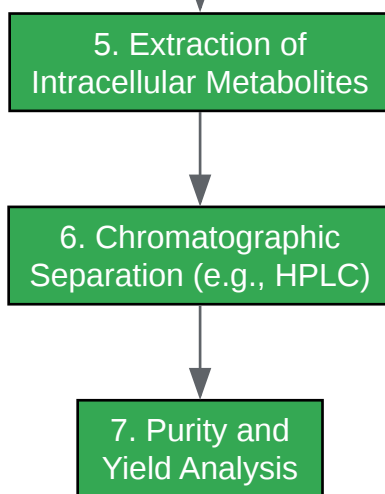 5. Extraction of
Intracellular Metabolites
6. Chromatographic
Separation (e.g., HPLC)
7. Purity and
Yield Analysis